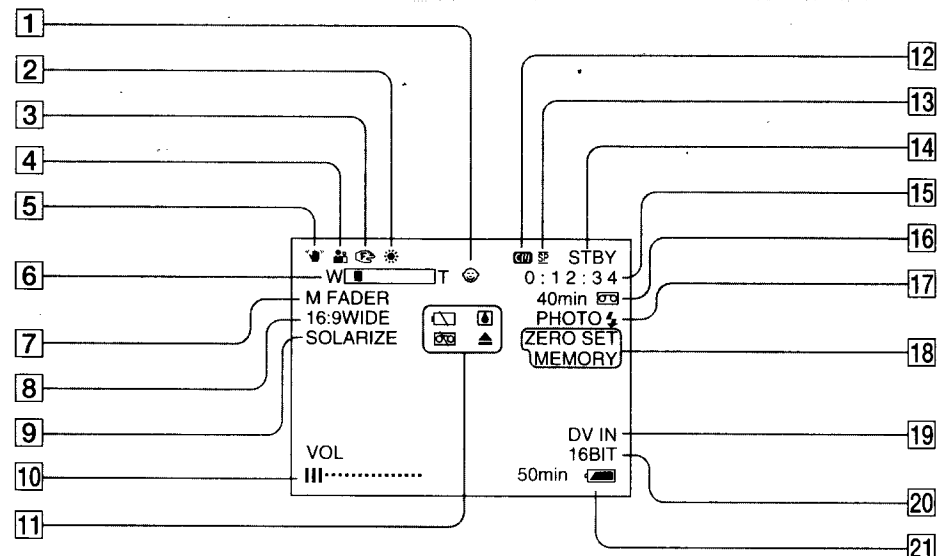 1
2
3
4
5
6
7
8
9
10
11
12
13
14
15
16
17
18
19
20
21
SP STBY
W T
0:12:34
M FADER
40min
16:9WIDE
PHOTO
SOLARIZE
ZERO SET
MEMORY
DV IN
VOL
16BIT
50min